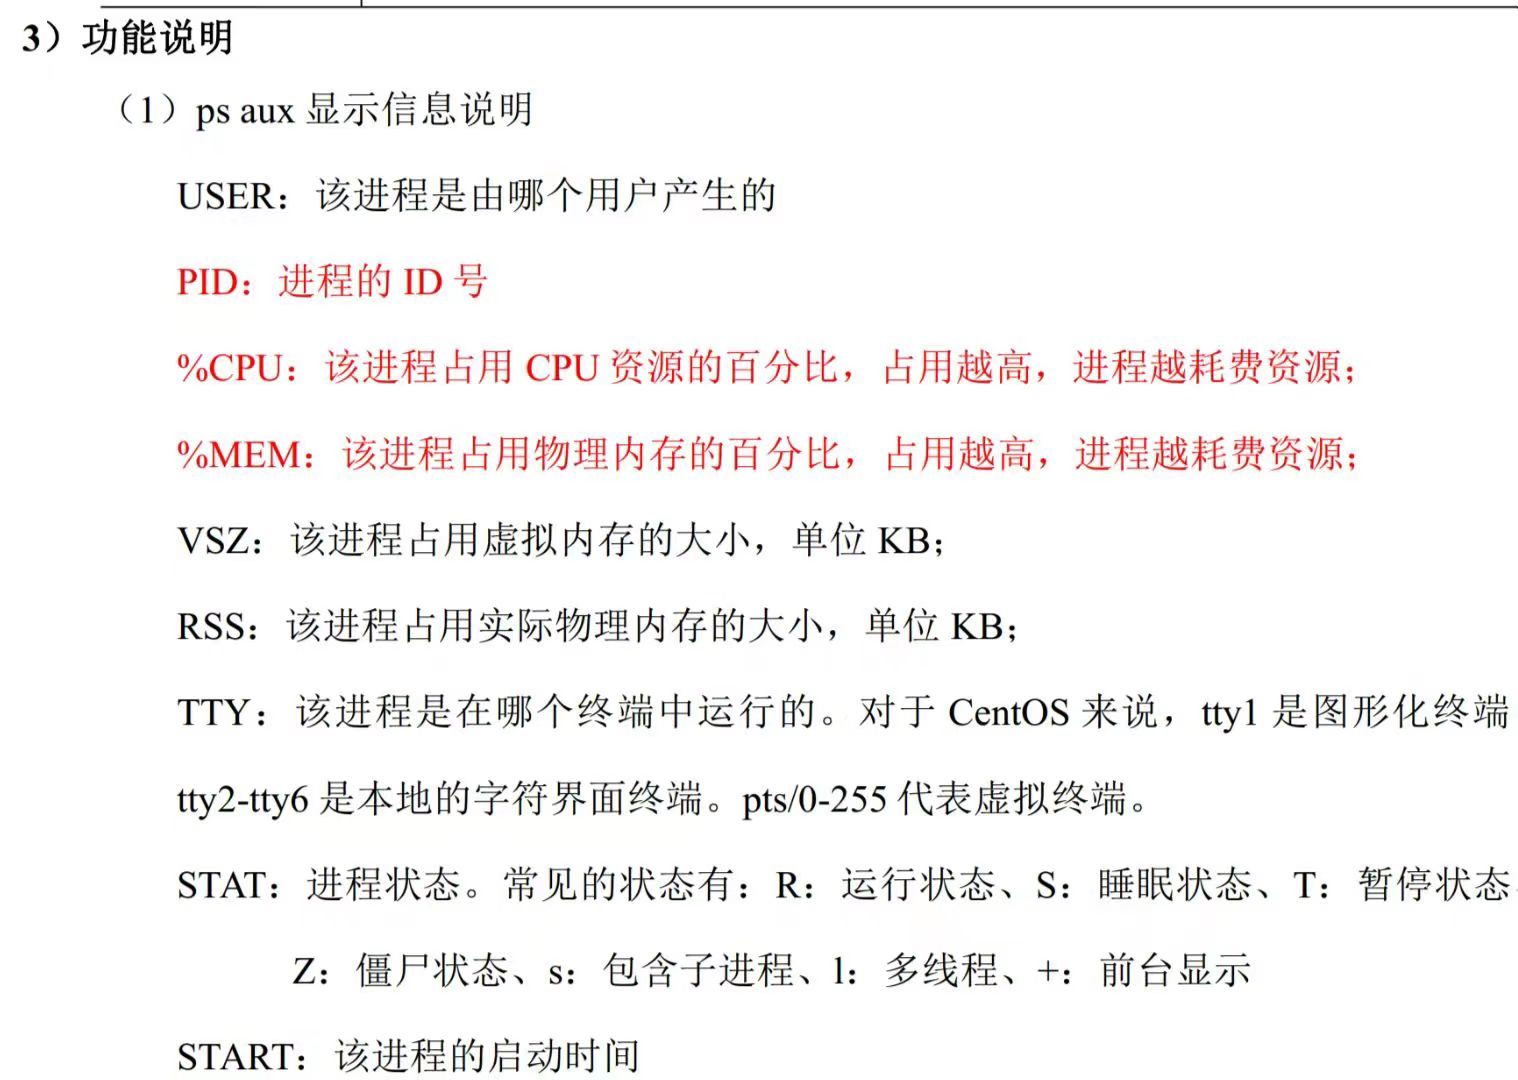 3）功能说明
（1）ps aux 显示信息说明
USER：该进程是由哪个用户产生的
PID：进程的 ID 号
%CPU：该进程占用 CPU 资源的百分比，占用越高，进程越耗费资源；
%MEM：该进程占用物理内存的百分比，占用越高，进程越耗费资源；
VSZ：该进程占用虚拟内存的大小，单位 KB；
RSS：该进程占用实际物理内存的大小，单位 KB；
TTY：该进程是在哪个终端中运行的。对于 CentOS 来说，tty1 是图形化终端
tty2-tty6 是本地的字符界面终端。pts/0-255 代表虚拟终端。
STAT：进程状态。常见的状态有：R：运行状态、S：睡眠状态、T：暂停状态、
Z：僵尸状态、s：包含子进程、l：多线程、+：前台显示
START：该进程的启动时间